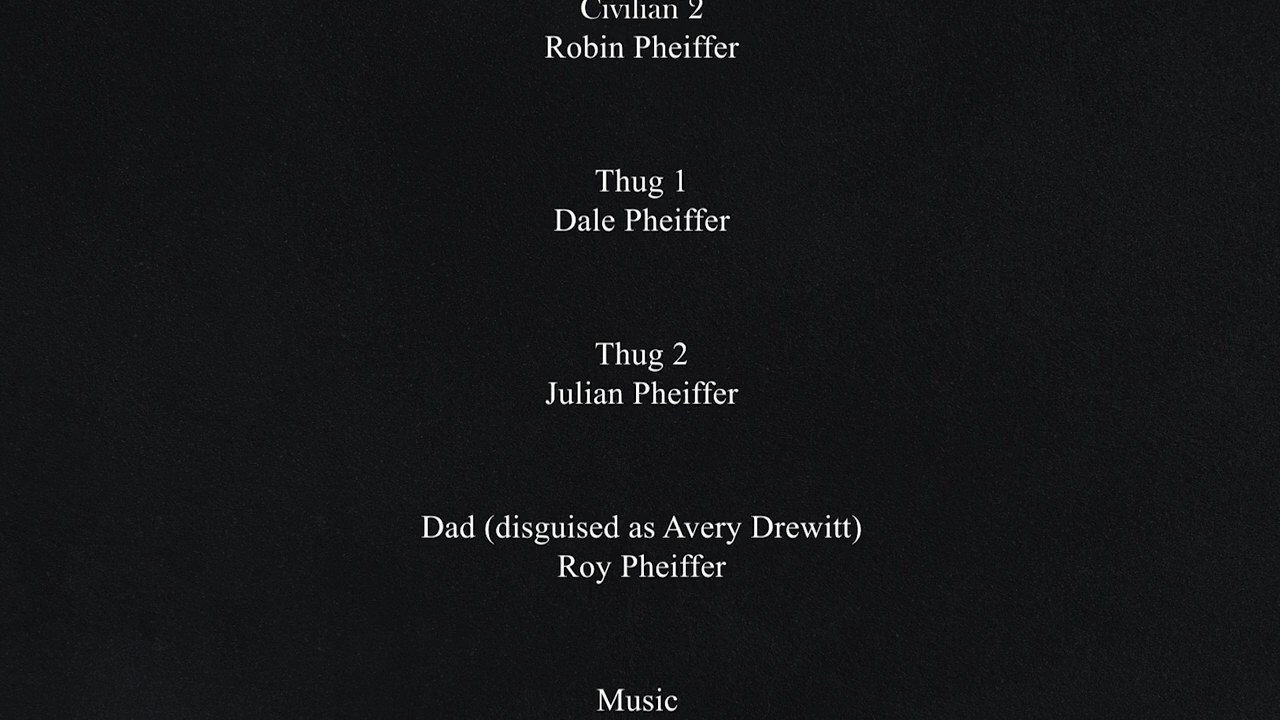 Civilian 2
Robin Pheiffer
Thug 1
Dale Pheiffer
Thug 2
Julian Pheiffer
Dad (disguised as Avery Drewitt)
Roy Pheiffer
Music